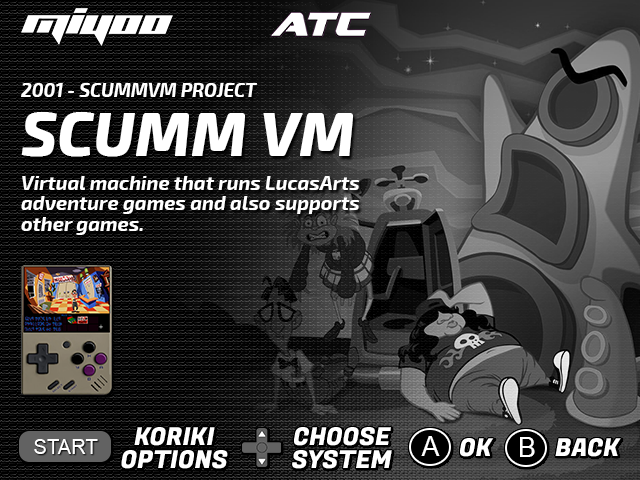 MIYOO
ATC
2001 - SCUMMVM PROJECT
SCUMM VM
Virtual machine that runs LucasArts
adventure games and also supports
other games.
START
KORIKI
OPTIONS
CHOOSE
SYSTEM
A
OK
B
BACK